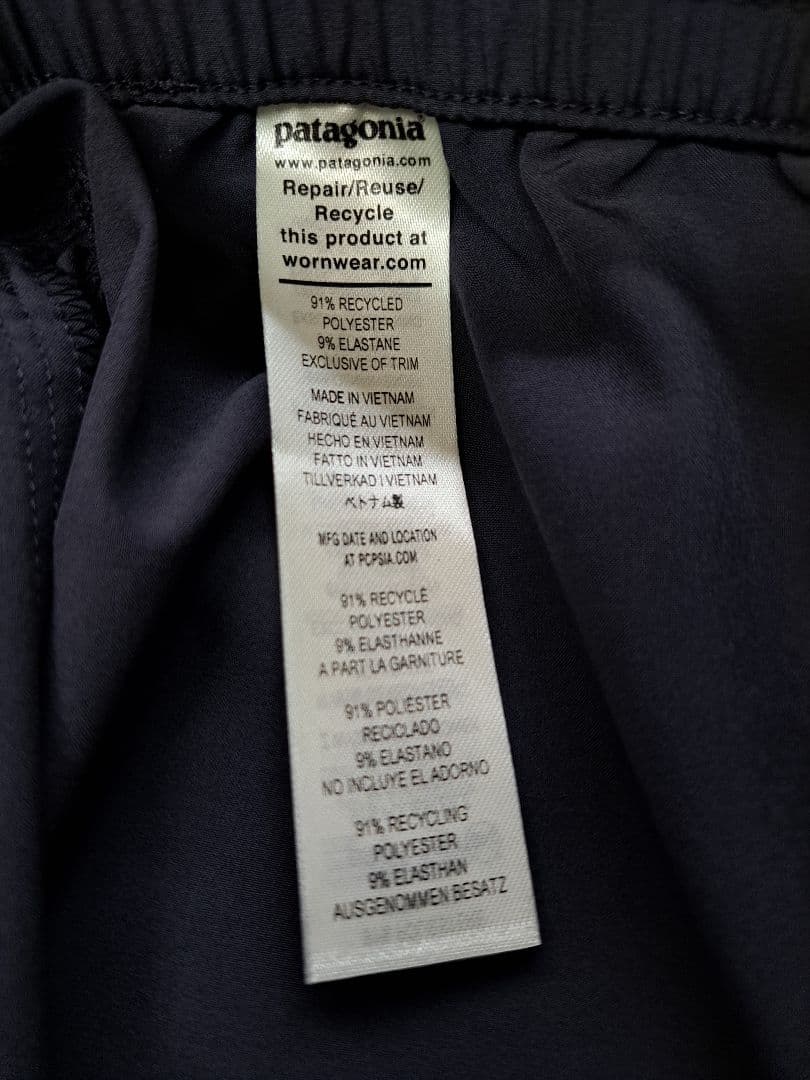 patagonia
www.patagonia.com
Repair/Reuse/
Recycle
this product at
wornwear.com
91% RECYCLED
POLYESTER
9% ELASTANE
EXCLUSIVE OF TRIM
MADE IN VIETNAM
FABRIQUÉ AU VIETNAM
HECHO EN VIETNAM
FATTO IN VIETNAM
TILLVERKAD I VIETNAM
ベトナム製
MFG DATE AND LOCATION
AT PCPSIA.COM
91% RECYCLÉ
POLYESTER
9% ELASTHANNE
A PART LA GARNITURE
91% POLIÉSTER
RECICLADO
9% ELASTANO
NO INCLUYE EL ADORNO
91% RECYCLING
POLYESTER
9% ELASTHAN
AUSGENOMMEN BESATZ